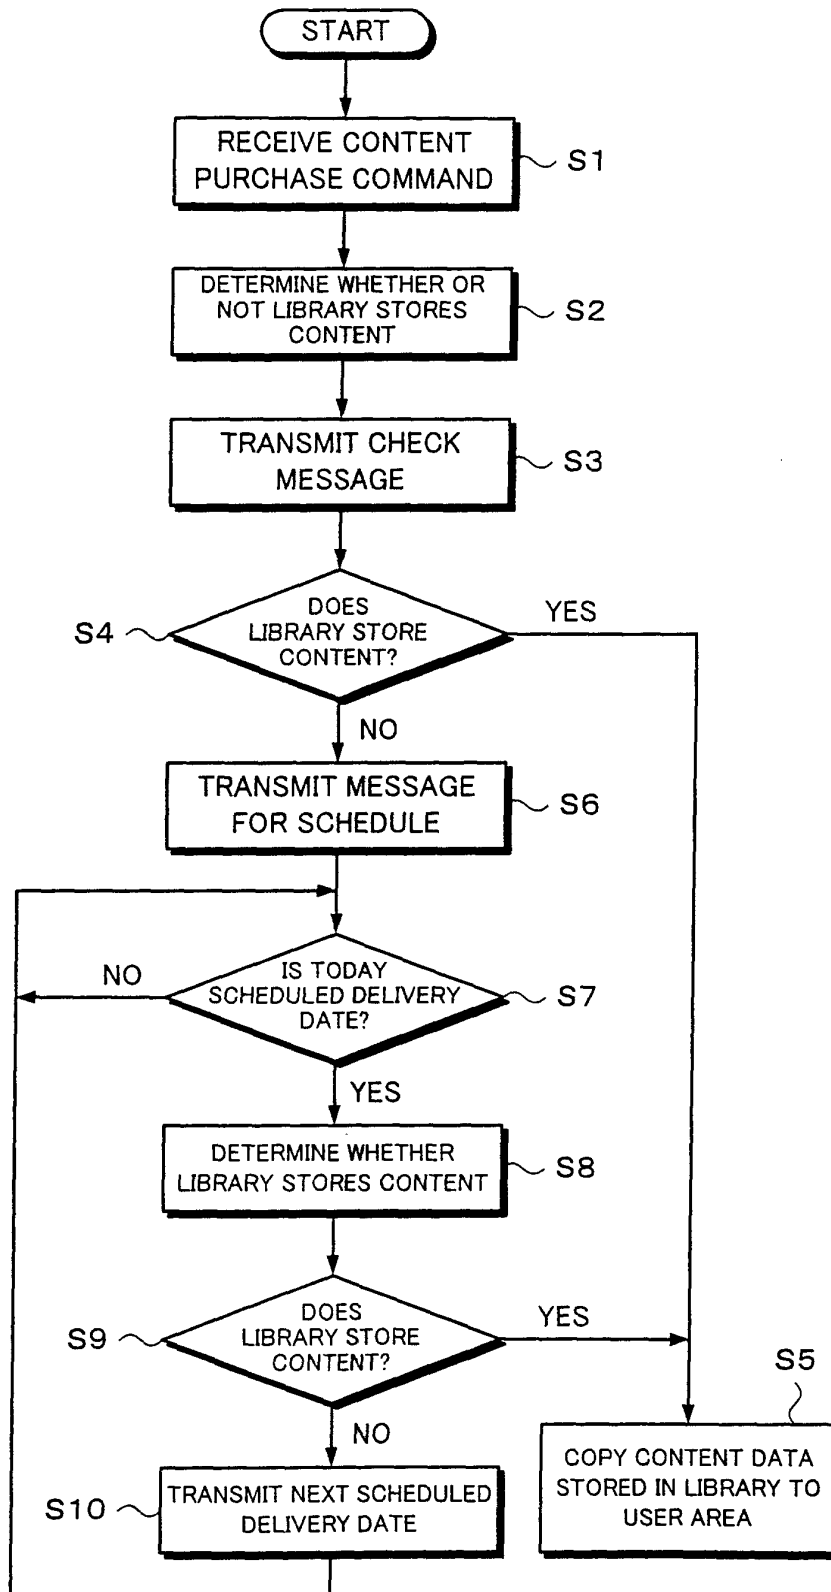 START
RECEIVE CONTENT
PURCHASE COMMAND
S1
DETERMINE WHETHER OR
NOT LIBRARY STORES
CONTENT
S2
TRANSMIT CHECK
MESSAGE
S3
DOES
LIBRARY STORE
CONTENT?
S4
YES
NO
TRANSMIT MESSAGE
FOR SCHEDULE
S6
IS TODAY
SCHEDULED DELIVERY
DATE?
S7
NO
YES
DETERMINE WHETHER
LIBRARY STORES CONTENT
S8
DOES
LIBRARY STORE
CONTENT?
S9
YES
NO
S5
COPY CONTENT DATA
STORED IN LIBRARY TO
USER AREA
TRANSMIT NEXT SCHEDULED
DELIVERY DATE
S10